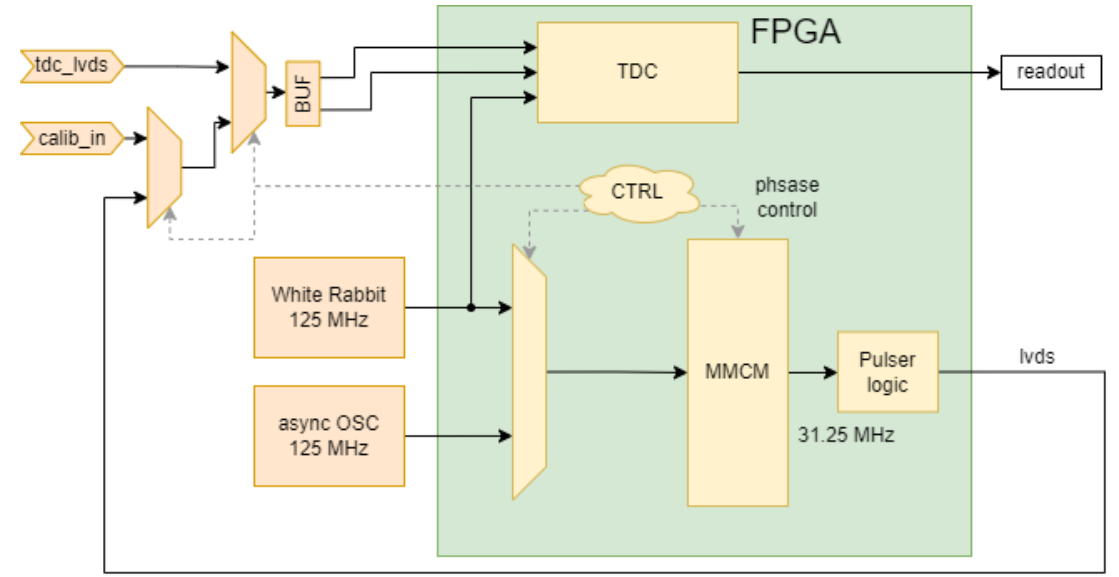 FPGA
tdc_lvds
TDC
readout
BUF
calib_in
CTRL
phsase
control
White Rabbit
125 MHz
MMCM
Pulser
logic
lvds
async OSC
125 MHz
31.25 MHz